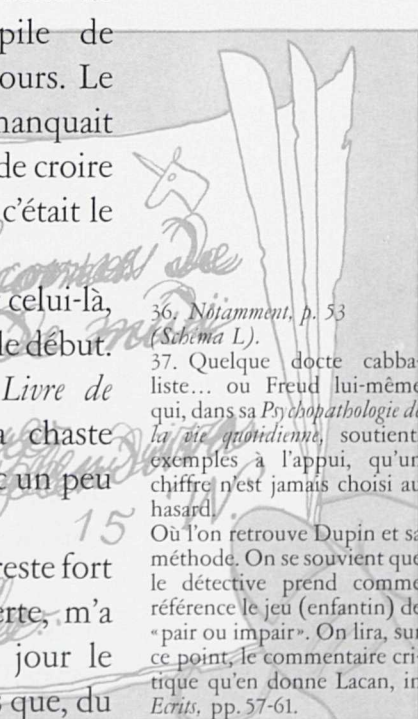 pile de
ours. Le
manquait
de croire
c'était le
celui-là,
le début.
Livre de
chaste
un peu
reste fort
erte, m'a
jour le
que, du
36. Notamment, p. 53
(Schéma L).
37. Quelque docte cabba-
liste... ou Freud lui-même
qui, dans sa Psychopathologie de
la vie quotidienne, soutient,
exemples à l'appui, qu'un
chiffre n'est jamais choisi au
hasard.
Où l'on retrouve Dupin et sa
méthode. On se souvient que
le détective prend comme
référence le jeu (enfantin) de
«pair ou impair». On lira, sur
ce point, le commentaire cri-
tique qu'en donne Lacan, in
Ecrits, pp. 57-61.
de
15